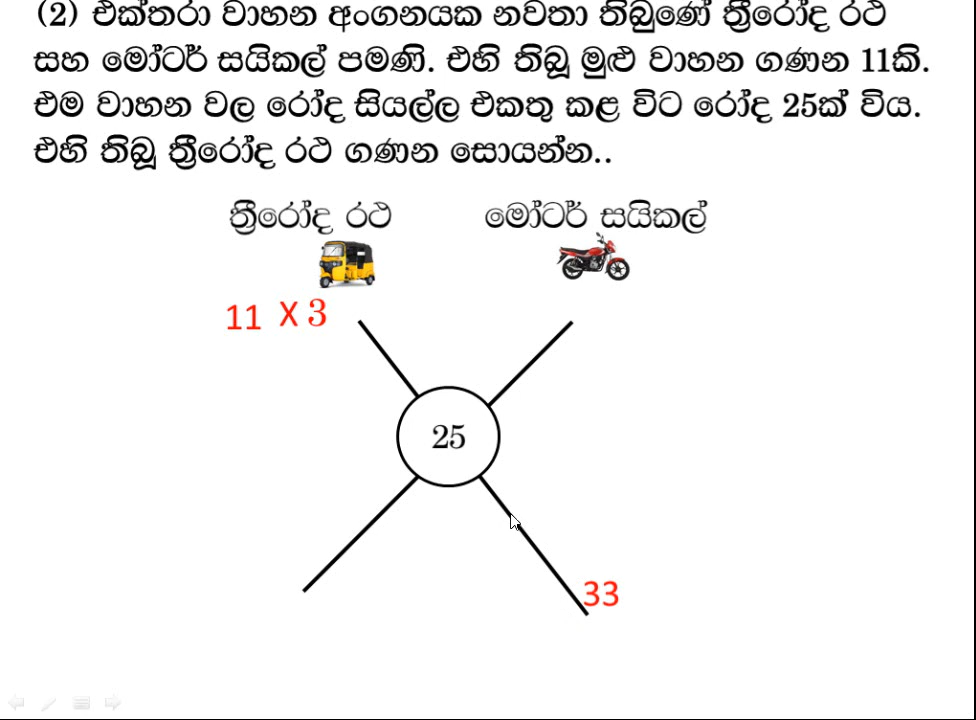 (2) එක්තරා වාහන අංගනයක නවතා තිබුණේ ත්‍රීරෝද රථ
සහ මෝටර් සයිකල් පමණි. එහි තිබූ මුළු වාහන ගණන 11කි.
එම වාහන වල රෝද සියල්ල එකතු කළ විට රෝද 25ක් විය.
එහි තිබූ ත්‍රීරෝද රථ ගණන සොයන්න..
ත්‍රීරෝද රථ මෝටර් සයිකල්
11 X 3
25
33